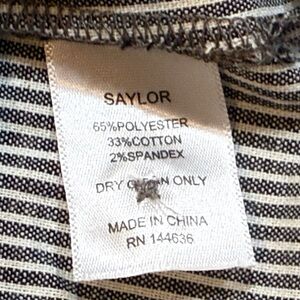 SAYLOR
65%POLYESTER
33%COTTON
2%SPANDEX
DRY CLEAN ONLY
MADE IN CHINA
RN 144636